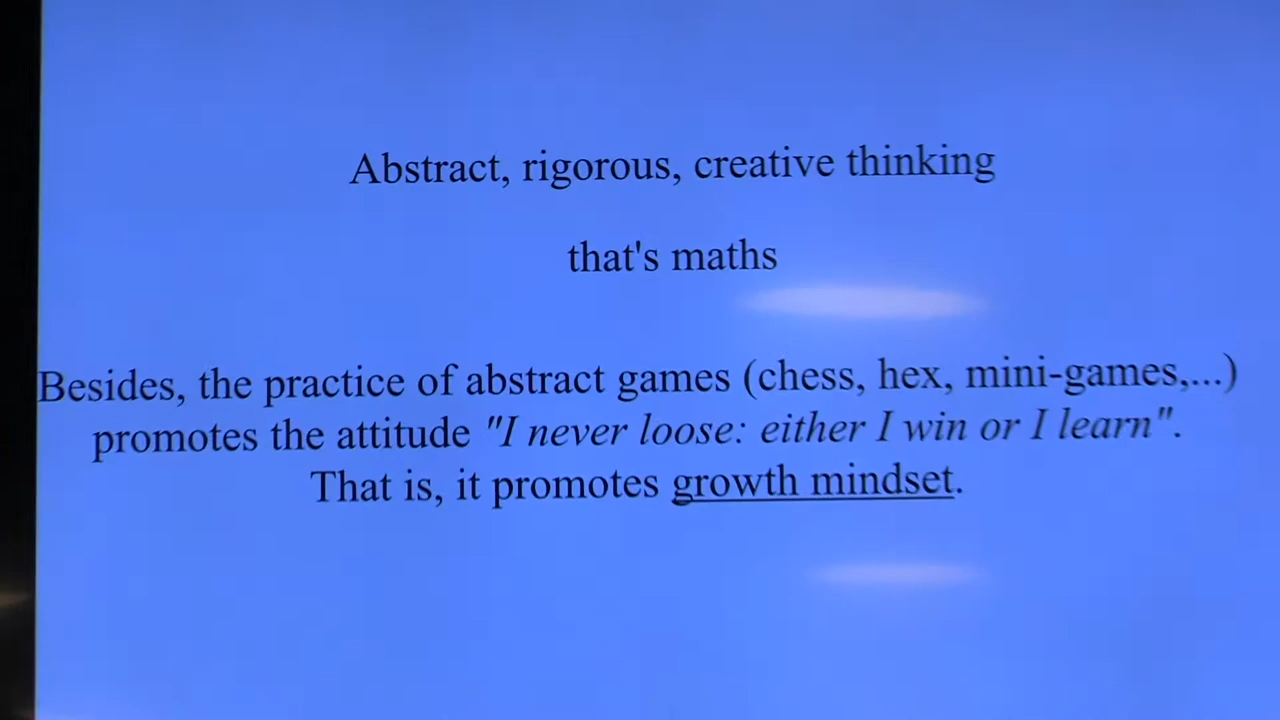 Abstract, rigorous, creative thinking
that's maths
Besides, the practice of abstract games (chess, hex, mini-games,...)
promotes the attitude "I never loose: either I win or I learn".
That is, it promotes growth mindset.